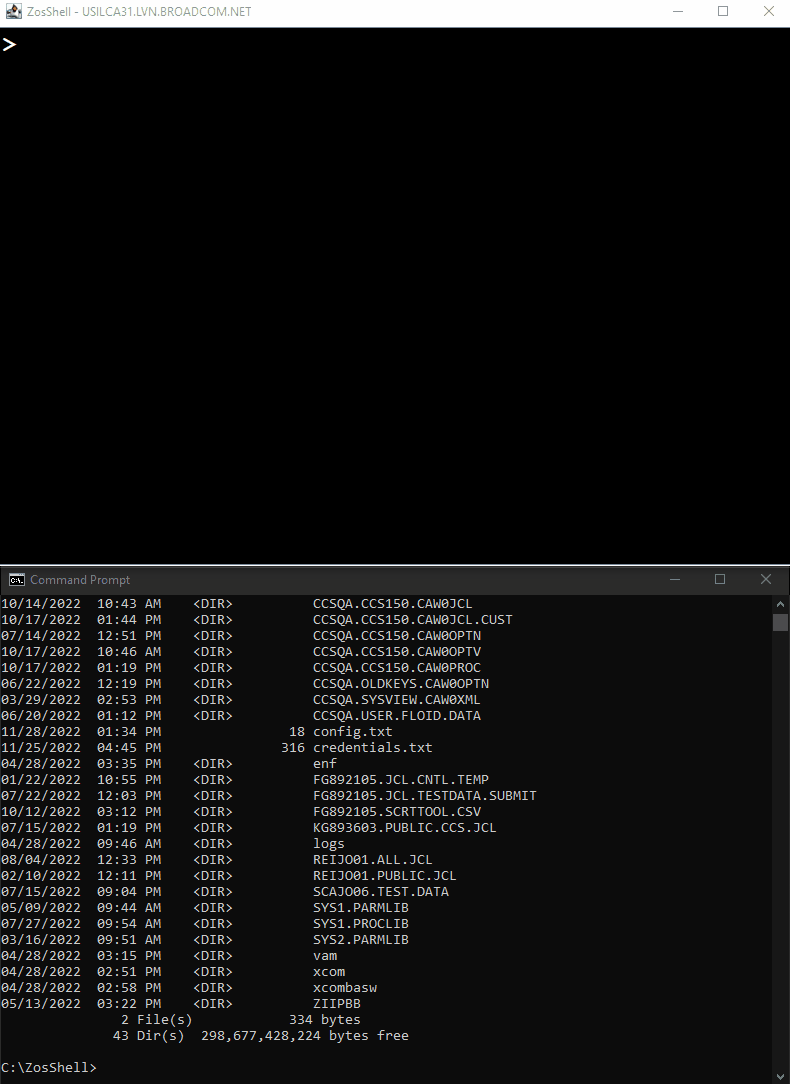 ZosShell - USILCA31.LVN.BROADCOM.NET
>
Command Prompt
10/14/2022  10:43 AM    <DIR>          CCSQA.CCS150.CAW0JCL
10/17/2022  01:44 PM    <DIR>          CCSQA.CCS150.CAW0JCL.CUST
07/14/2022  12:51 PM    <DIR>          CCSQA.CCS150.CAW0OPTN
10/17/2022  10:46 AM    <DIR>          CCSQA.CCS150.CAW0OPTV
10/17/2022  01:19 PM    <DIR>          CCSQA.CCS150.CAW0PROC
06/22/2022  12:19 PM    <DIR>          CCSQA.OLDKEYS.CAW0OPTN
03/29/2022  02:53 PM    <DIR>          CCSQA.SYSVIEW.CAW0XML
06/20/2022  01:12 PM    <DIR>          CCSQA.USER.FLOID.DATA
11/28/2022  01:34 PM                18 config.txt
11/25/2022  04:45 PM               316 credentials.txt
04/28/2022  03:35 PM    <DIR>          enf
01/22/2022  10:55 PM    <DIR>          FG892105.JCL.CNTL.TEMP
07/22/2022  12:03 PM    <DIR>          FG892105.JCL.TESTDATA.SUBMIT
10/12/2022  03:12 PM    <DIR>          FG892105.SCRTTOOL.CSV
07/15/2022  01:19 PM    <DIR>          KG893603.PUBLIC.CCS.JCL
04/28/2022  09:46 AM    <DIR>          logs
08/04/2022  12:33 PM    <DIR>          REIJO01.ALL.JCL
02/10/2022  12:11 PM    <DIR>          REIJO01.PUBLIC.JCL
07/15/2022  09:04 PM    <DIR>          SCAJO06.TEST.DATA
05/09/2022  09:44 AM    <DIR>          SYS1.PARMLIB
07/27/2022  09:54 AM    <DIR>          SYS1.PROCLIB
03/16/2022  09:51 AM    <DIR>          SYS2.PARMLIB
04/28/2022  03:15 PM    <DIR>          vam
04/28/2022  02:51 PM    <DIR>          xcom
04/28/2022  02:58 PM    <DIR>          xcombasw
05/13/2022  03:22 PM    <DIR>          ZIIPBB
2 File(s)            334 bytes
43 Dir(s)  298,677,428,224 bytes free
C:\ZosShell>